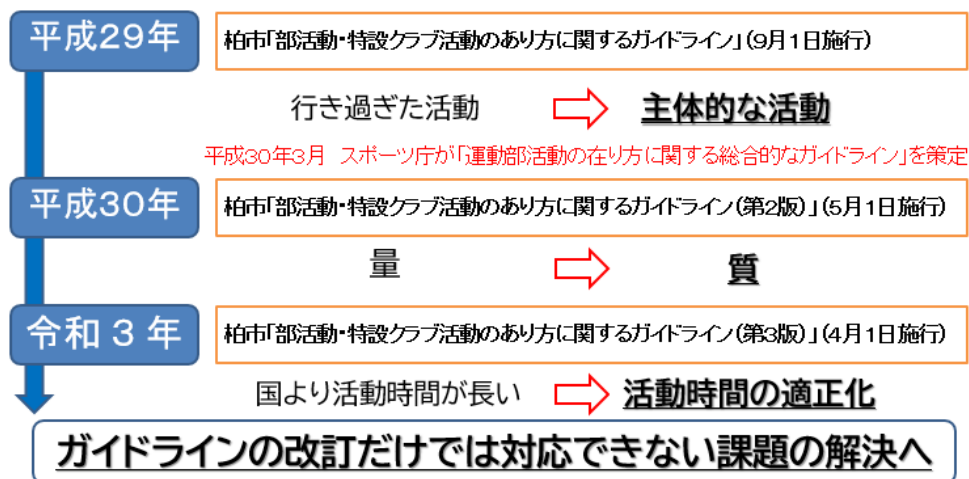 平成29年
柏市「部活動・特設クラブ活動のあり方に関するガイドライン」(9月1日施行)
行き過ぎた活動 主体的な活動
平成30年3月 スポーツ庁が「運動部活動の在り方に関する総合的なガイドライン」を策定
平成30年
柏市「部活動・特設クラブ活動のあり方に関するガイドライン(第2版)」(5月1日施行)
量 質
令和3年
柏市「部活動・特設クラブ活動のあり方に関するガイドライン(第3版)」(4月1日施行)
国より活動時間が長い 活動時間の適正化
ガイドラインの改訂だけでは対応できない課題の解決へ